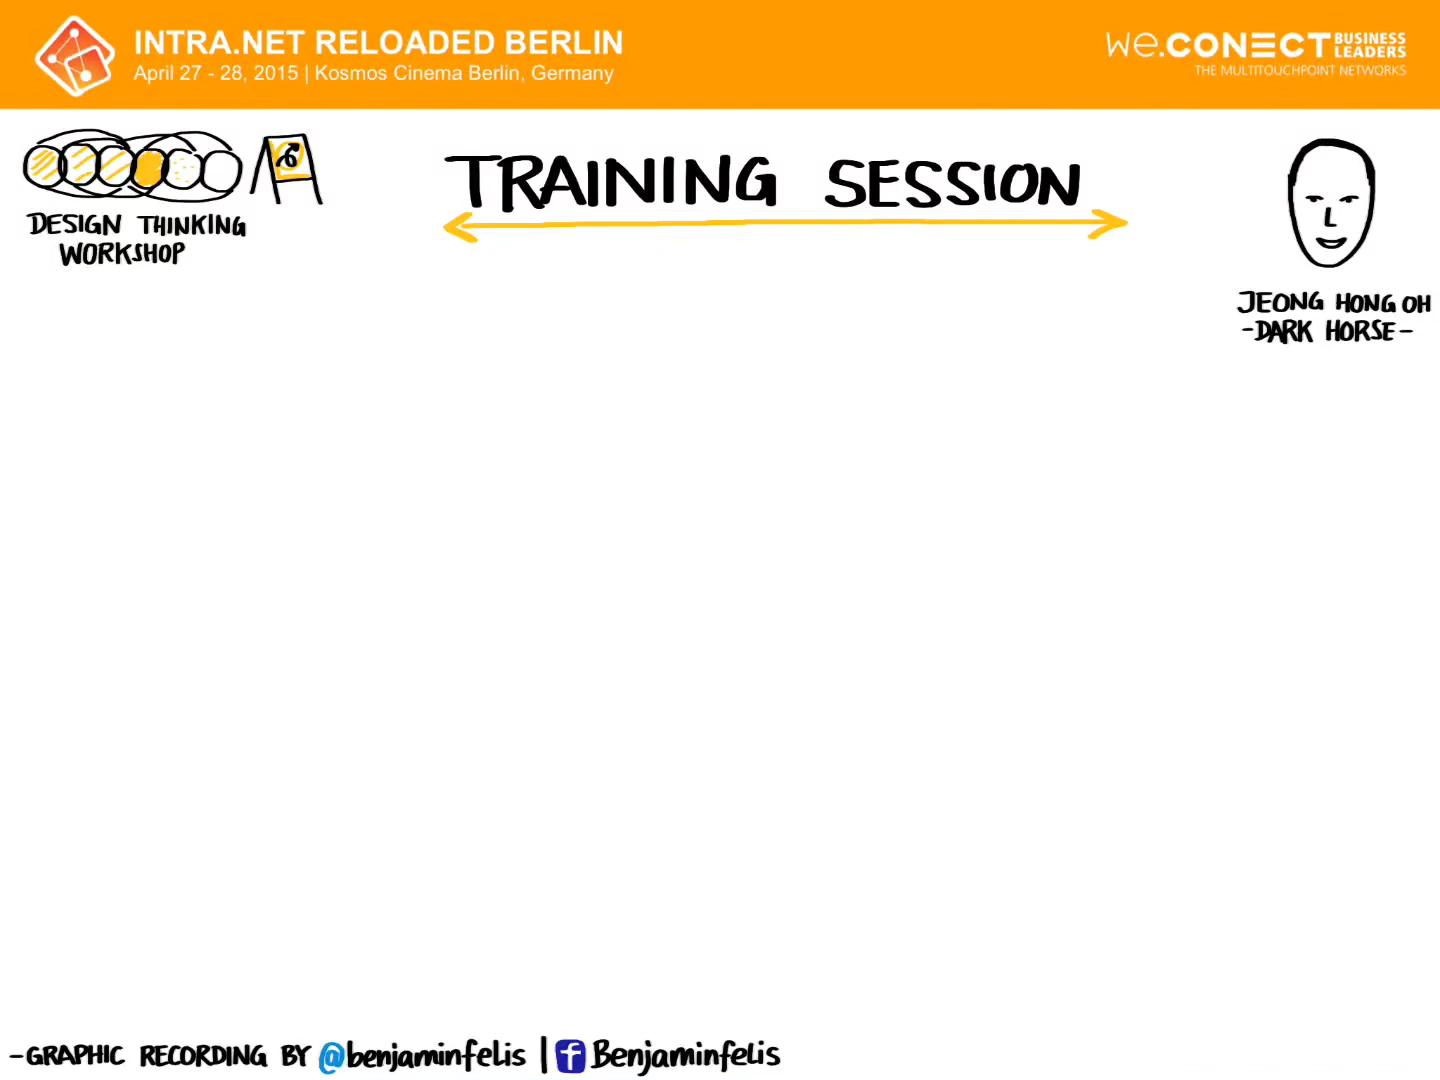 INTRA.NET RELOADED BERLIN
April 27 - 28, 2015 | Kosmos Cinema Berlin, Germany
we.CONECT BUSINESS LEADERS
THE MULTITOUCHPOINT NETWORKS
DESIGN THINKING
WORKSHOP
TRAINING SESSION
JEONG HONG OH
-DARK HORSE-
-GRAPHIC RECORDING BY @benjaminfelis | f Benjaminfelis